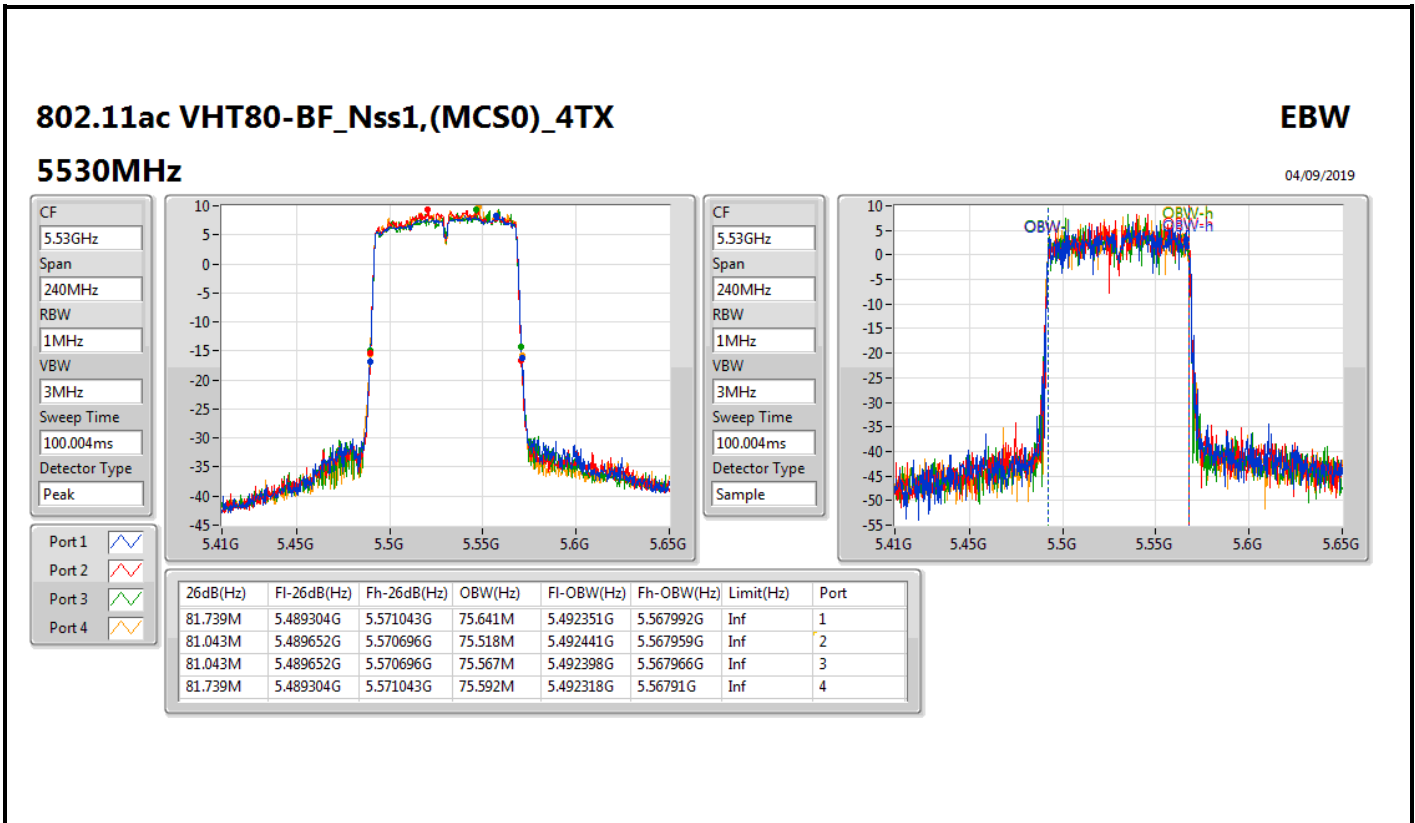 802.11ac VHT80-BF_Nss1,(MCS0)_4TX
EBW
5530MHz
04/09/2019
CF
5.53GHz
Span
240MHz
RBW
1MHz
VBW
3MHz
Sweep Time
100.004ms
Detector Type
Peak
10
5
0
-5
-10
-15
-20
-25
-30
-35
-40
-45
5.41G 5.45G 5.5G 5.55G 5.6G 5.65G
CF
5.53GHz
Span
240MHz
RBW
1MHz
VBW
3MHz
Sweep Time
100.004ms
Detector Type
Sample
10
5
0
-5
-10
-15
-20
-25
-30
-35
-40
-45
-50
-55
OBW-h
OBW-h
5.41G 5.45G 5.5G 5.55G 5.6G 5.65G
Port 1
Port 2
Port 3
Port 4
26dB(Hz) Fl-26dB(Hz) Fh-26dB(Hz) OBW(Hz) Fl-OBW(Hz) Fh-OBW(Hz) Limit(Hz) Port
81.739M 5.489304G 5.571043G 75.641M 5.492351G 5.567992G Inf 1
81.043M 5.489652G 5.570696G 75.518M 5.492441G 5.567959G Inf 2
81.043M 5.489652G 5.570696G 75.567M 5.492398G 5.567966G Inf 3
81.739M 5.489304G 5.571043G 75.592M 5.492318G 5.56791G Inf 4